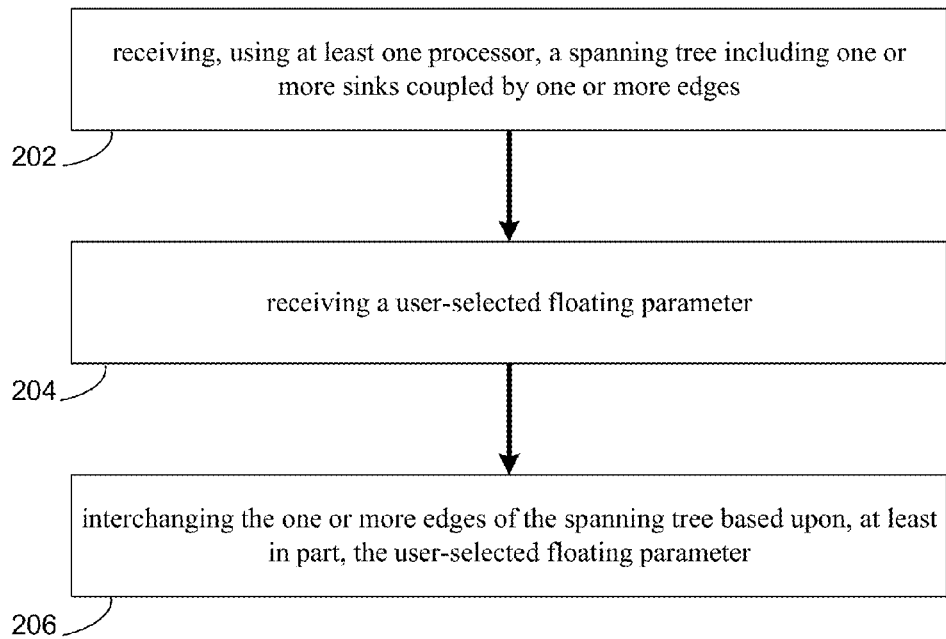 receiving, using at least one processor, a spanning tree including one or
more sinks coupled by one or more edges
202
receiving a user-selected floating parameter
204
interchanging the one or more edges of the spanning tree based upon, at least
in part, the user-selected floating parameter
206